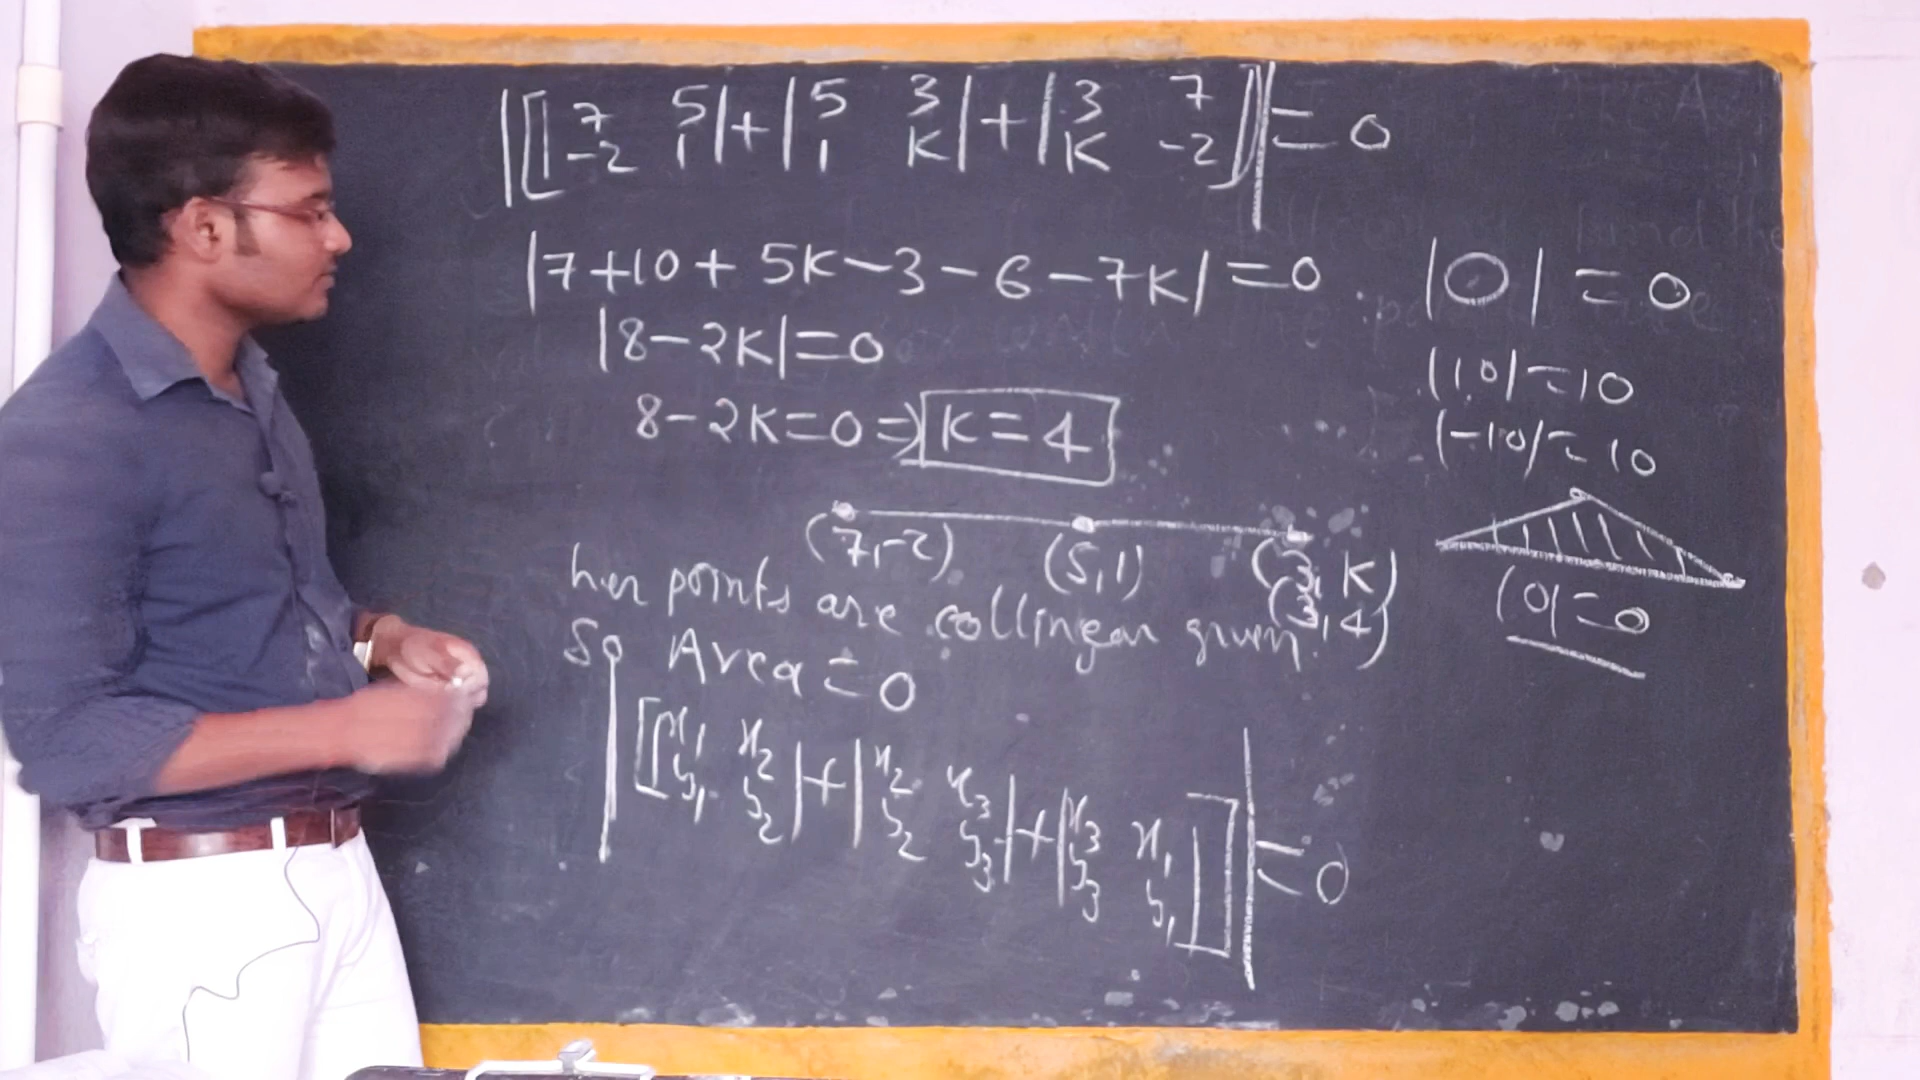 |[|7 5| + |5 3| + |3 7|]| = 0
-2 1 1 K K -2
|7+10+5K-3-6-7K|=0
|8-2K|=0
8-2K=0 ⇒ K=4
(7,-2) (5,1) (3,K)
(3,4)
her points are collinear given
So Area = 0
|[|x1 x2| + |x2 x3| + |x3 x1|]| = 0
y1 y2 y2 y3 y3 y1
|0| = 0
|10|=10
|-10|=10
|0|=0